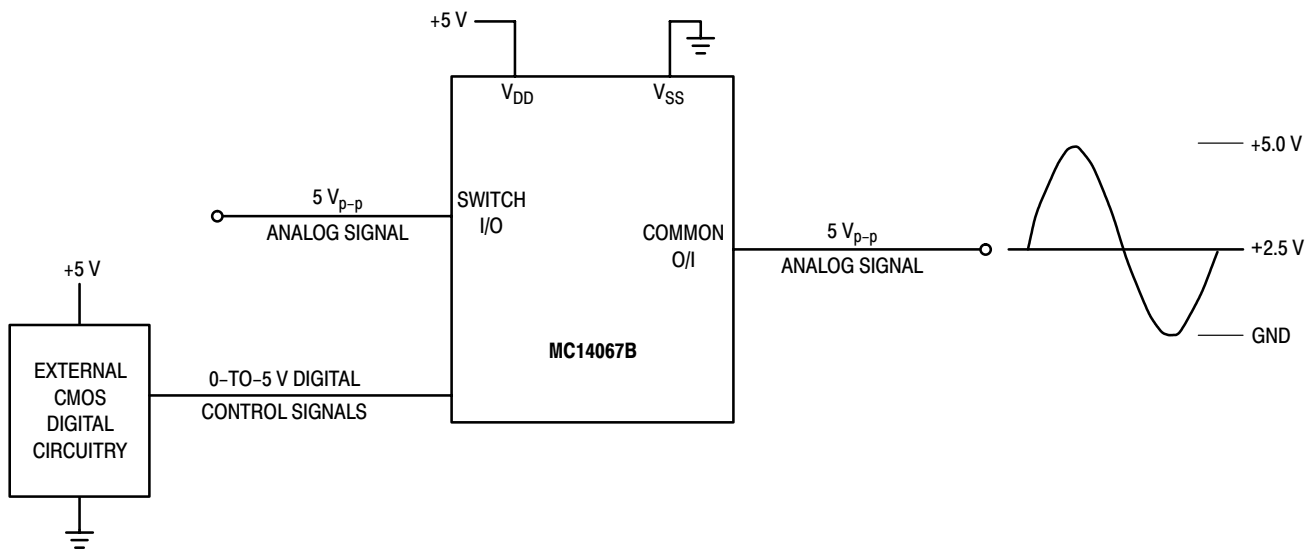 +5 V
V_DD
V_SS
5 V_p–p
ANALOG SIGNAL
SWITCH
I/O
COMMON
O/I
5 V_p–p
ANALOG SIGNAL
+5.0 V
+2.5 V
GND
MC14067B
+5 V
EXTERNAL
CMOS
DIGITAL
CIRCUITRY
0–TO–5 V DIGITAL
CONTROL SIGNALS